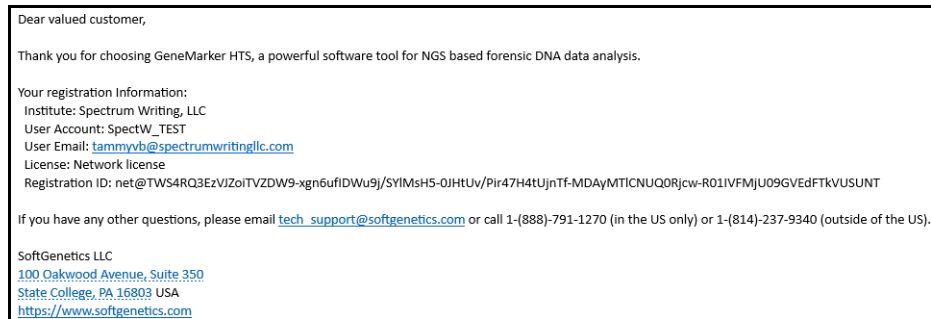 Dear valued customer,
Thank you for choosing GeneMarker HTS, a powerful software tool for NGS based forensic DNA data analysis.
Your registration Information:
Institute: Spectrum Writing, LLC
User Account: SpectW_TEST
User Email: tammyvb@spectrumwritingllc.com
License: Network license
Registration ID: net@TWS4RQ3EzVJZoiTVZDW9-xgn6ufIDWu9j/SYlMsH5-0JHtUv/Pir47H4tUjnTf-MDAyMTlCNUQ0Rjcw-R01IVFMjU09GVEdFTkVUSUNT
If you have any other questions, please email tech_support@softgenetics.com or call 1-(888)-791-1270 (in the US only) or 1-(814)-237-9340 (outside of the US).
SoftGenetics LLC
100 Oakwood Avenue, Suite 350
State College, PA 16803 USA
https://www.softgenetics.com